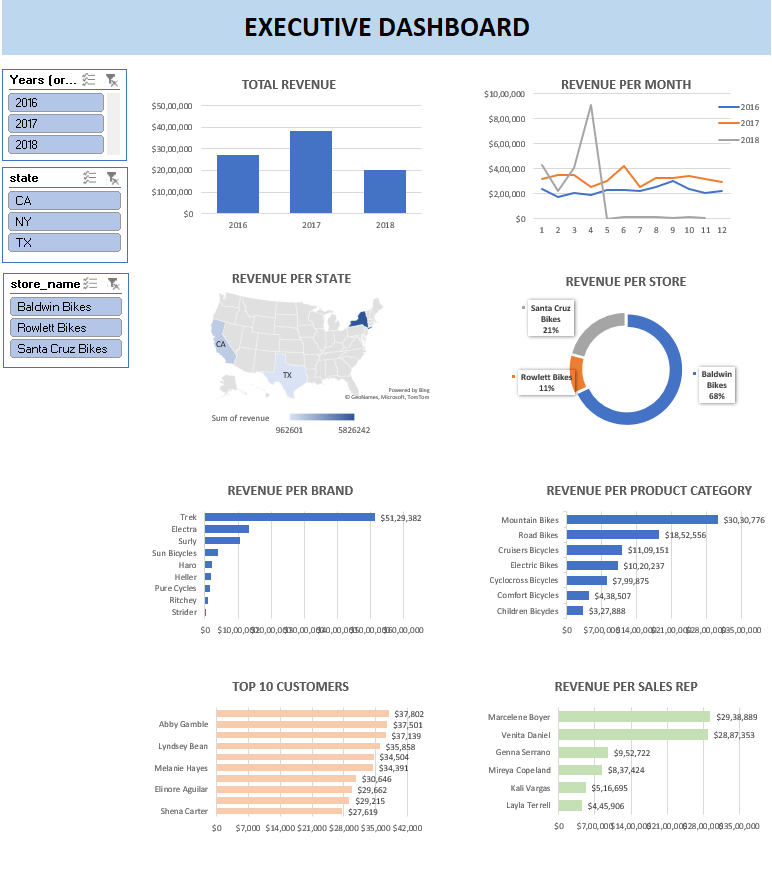 EXECUTIVE DASHBOARD
Years (or...
2016
2017
2018
state
CA
NY
TX
store_name
Baldwin Bikes
Rowlett Bikes
Santa Cruz Bikes
TOTAL REVENUE
$50,00,000
$40,00,000
$30,00,000
$20,00,000
$10,00,000
$0
2016 2017 2018
REVENUE PER MONTH
$10,00,000
$8,00,000
$6,00,000
$4,00,000
$2,00,000
$0
1 2 3 4 5 6 7 8 9 10 11 12
2016
2017
2018
REVENUE PER STATE
CA
TX
Powered by Bing
© GeoNames, Microsoft, TomTom
Sum of revenue
962601 5826242
REVENUE PER STORE
Santa Cruz
Bikes
21%
Rowlett Bikes
11%
Baldwin
Bikes
68%
REVENUE PER BRAND
Trek $51,29,382
Electra
Surly
Sun Bicycles
Haro
Heller
Pure Cycles
Ritchey
Strider
$0 $10,00,000 $20,00,000 $30,00,000 $40,00,000 $50,00,000 $60,00,000
REVENUE PER PRODUCT CATEGORY
Mountain Bikes $30,30,776
Road Bikes $18,52,556
Cruisers Bicycles $11,09,151
Electric Bikes $10,20,237
Cyclocross Bicycles $7,99,875
Comfort Bicycles $4,38,507
Children Bicycles $3,27,888
$0 $7,00,000 $14,00,000 $21,00,000 $28,00,000 $35,00,000
TOP 10 CUSTOMERS
$37,802
Abby Gamble $37,501
$37,139
Lyndsey Bean $35,858
$34,504
Melanie Hayes $34,391
$30,646
Elinore Aguilar $29,662
$29,215
Shena Carter $27,619
$0 $7,000 $14,000 $21,000 $28,000 $35,000 $42,000
REVENUE PER SALES REP
Marcelene Boyer $29,38,889
Venita Daniel $28,87,353
Genna Serrano $9,52,722
Mireya Copeland $8,37,424
Kali Vargas $5,16,695
Layla Terrell $4,45,906
$0 $7,00,000 $14,00,000 $21,00,000 $28,00,000 $35,00,000